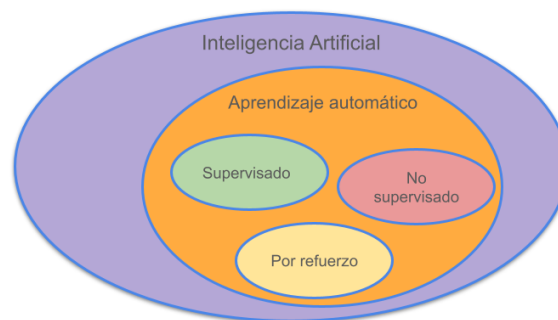 Inteligencia Artificial
Aprendizaje automático
Supervisado
No
supervisado
Por refuerzo